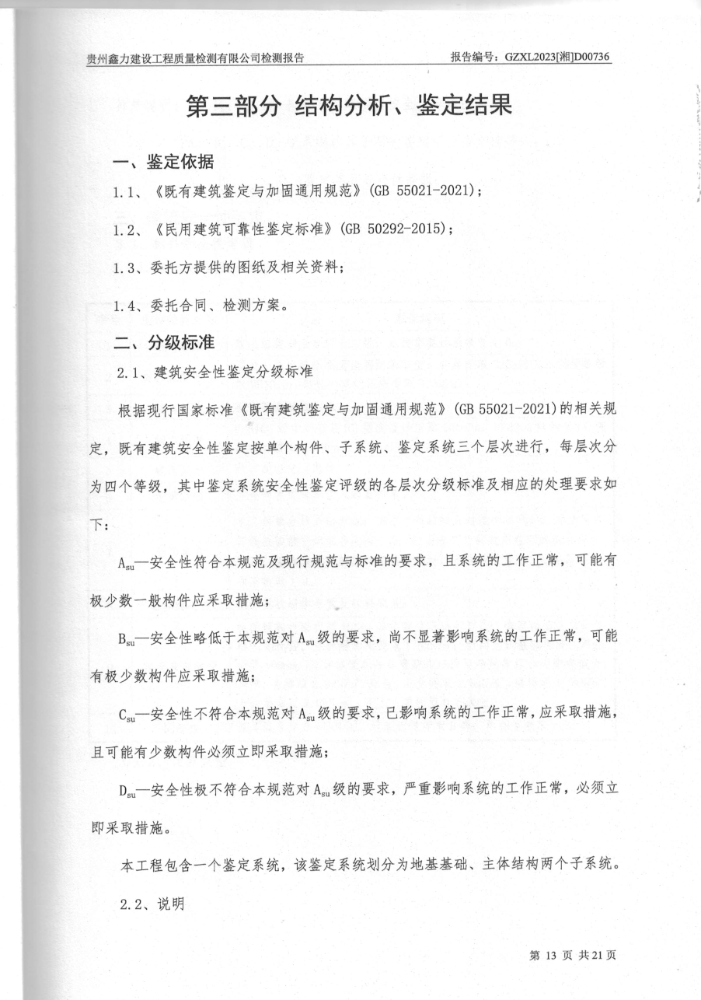 贵州鑫力建设工程质量检测有限公司检测报告 报告编号：GZXL2023[湘]D00736
第三部分 结构分析、鉴定结果
一、鉴定依据
1.1、《既有建筑鉴定与加固通用规范》(GB 55021-2021)；
1.2、《民用建筑可靠性鉴定标准》(GB 50292-2015)；
1.3、委托方提供的图纸及相关资料；
1.4、委托合同、检测方案。
二、分级标准
2.1、建筑安全性鉴定分级标准
根据现行国家标准《既有建筑鉴定与加固通用规范》(GB 55021-2021)的相关规
定，既有建筑安全性鉴定按单个构件、子系统、鉴定系统三个层次进行，每层次分
为四个等级，其中鉴定系统安全性鉴定评级的各层次分级标准及相应的处理要求如
下：
Asu—安全性符合本规范及现行规范与标准的要求，且系统的工作正常，可能有
极少数一般构件应采取措施；
Bsu—安全性略低于本规范对 Asu 级的要求，尚不显著影响系统的工作正常，可能
有极少数构件应采取措施；
Csu—安全性不符合本规范对 Asu 级的要求，已影响系统的工作正常，应采取措施，
且可能有少数构件必须立即采取措施；
Dsu—安全性极不符合本规范对 Asu 级的要求，严重影响系统的工作正常，必须立
即采取措施。
本工程包含一个鉴定系统，该鉴定系统划分为地基基础、主体结构两个子系统。
2.2、说明
第 13 页 共21页